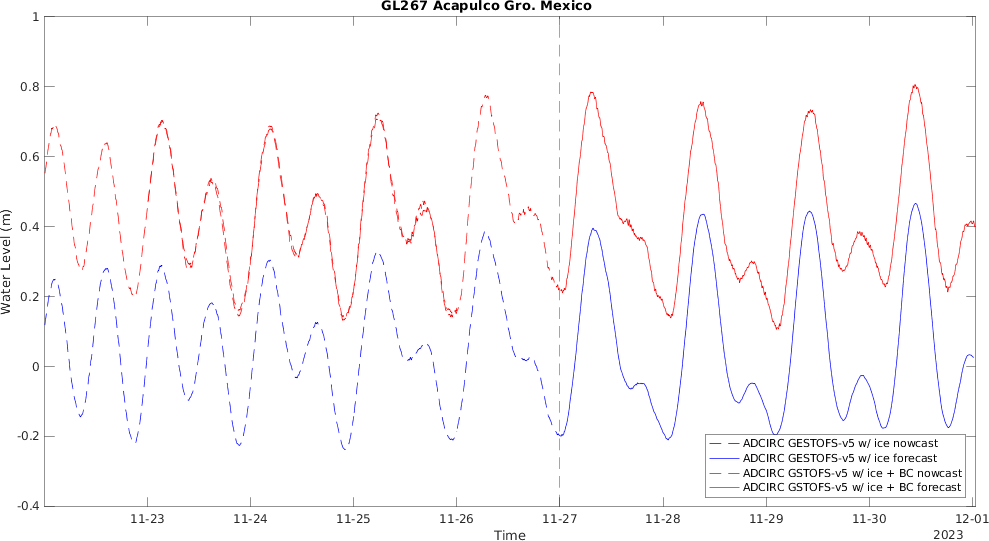 GL267 Acapulco Gro. Mexico
1
0.8
0.6
0.4
0.2
0
-0.2
-0.4
Water Level (m)
11-23 11-24 11-25 11-26 11-27 11-28 11-29 11-30 12-01
Time
2023
ADCIRC GESTOFS-v5 w/ ice nowcast
ADCIRC GESTOFS-v5 w/ ice forecast
ADCIRC GSTOFS-v5 w/ ice + BC nowcast
ADCIRC GSTOFS-v5 w/ ice + BC forecast